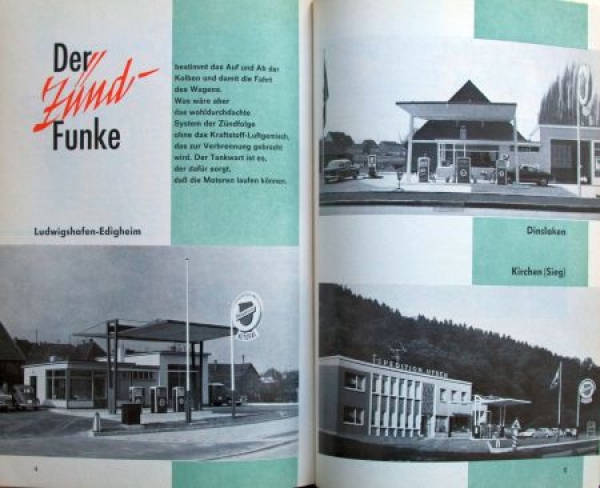 Der
Zünd-
Funke
bestimmt das Auf und Ab der
Kolben und damit die Fahrt
des Wagens.
Was wäre aber
das wohldurchdachte
System der Zündfolge
ohne das Kraftstoff-Luftgemisch,
das zur Verbrennung gebracht
wird. Der Tankwart ist es,
der dafür sorgt,
daß die Motoren laufen können.
Ludwigshafen-Edigheim
4
Dinslaken
Kirchen (Sieg)
SPEDITION